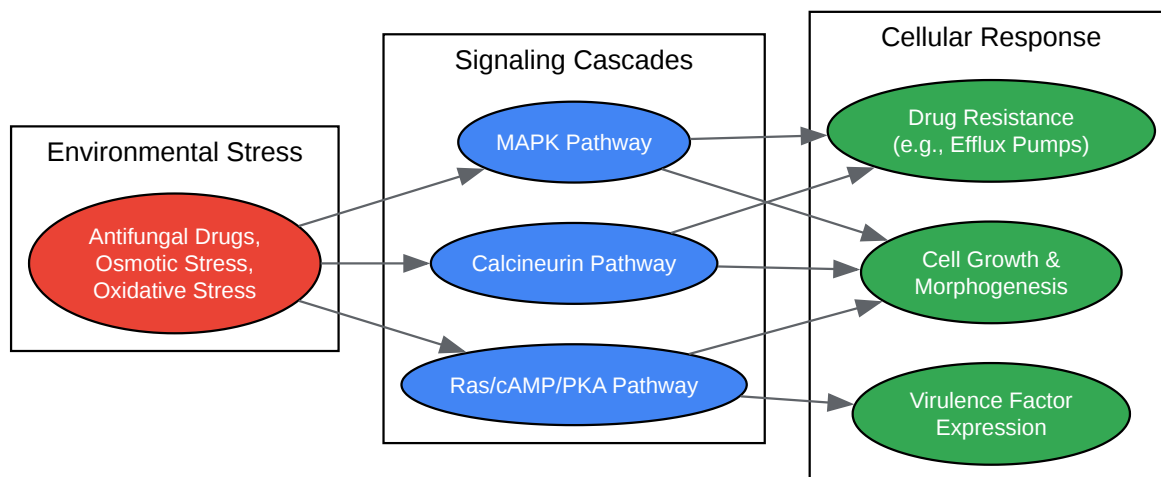 Environmental Stress
Antifungal Drugs,
Osmotic Stress,
Oxidative Stress
Signaling Cascades
MAPK Pathway
Calcineurin Pathway
Ras/cAMP/PKA Pathway
Cellular Response
Drug Resistance
(e.g., Efflux Pumps)
Cell Growth &
Morphogenesis
Virulence Factor
Expression